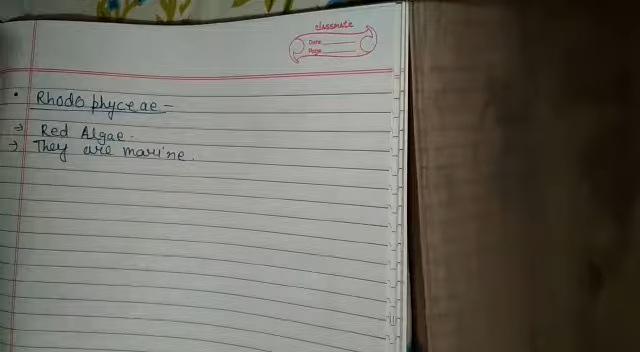 classmate
Date
Page
• Rhodophyceae –
→ Red Algae.
→ They are marine.